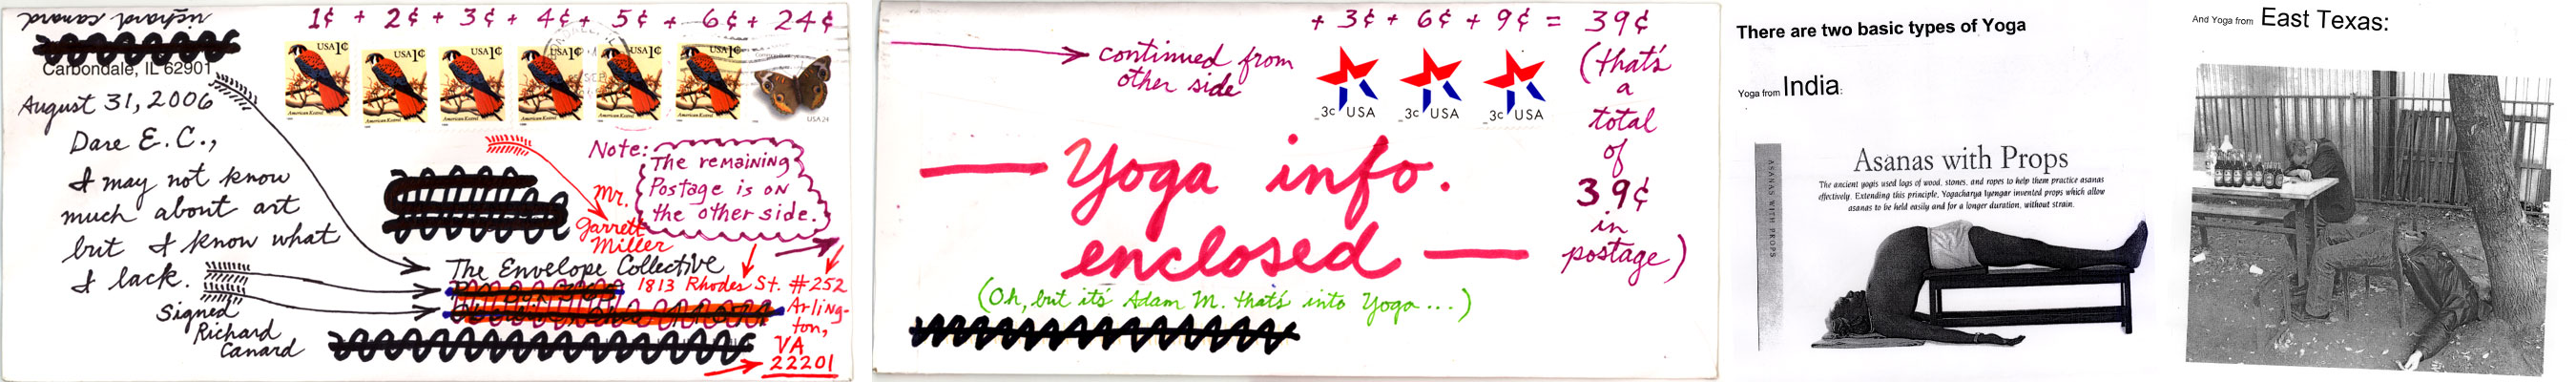 richard canard
1¢ + 2¢ + 3¢ + 4¢ + 5¢ + 6¢ + 24¢
USA 1¢ USA 1¢ USA 1¢ USA 1¢ USA 1¢ USA 1¢
American Kestrel American Kestrel American Kestrel American Kestrel American Kestrel American Kestrel
USA 24
Carbondale, IL 62901
August 31, 2006
Dare E.C.,
I may not know
much about art
but I know what
I lack.
Signed
Richard
Canard
Note:
The remaining
Postage is on
the other side.
Mr.
Garrett
Miller
The Envelope Collective
1813 Rhodes St. #252
Arling-
ton,
VA
22201
+ 3¢ + 6¢ + 9¢ = 39¢
continued from
other side
3c USA 3c USA 3c USA
(that's
a
total
of
39¢
in
postage)
— Yoga info.
enclosed —
(Oh, but it's Adam M. that's into Yoga...)
There are two basic types of Yoga
Yoga from India:
ASANAS WITH PROPS
Asanas with Props
The ancient yogis used logs of wood, stones, and ropes to help them practice asanas
effectively. Extending this principle, Yogacharya Iyengar invented props which allow
asanas to be held easily and for a longer duration, without strain.
And Yoga from East Texas: